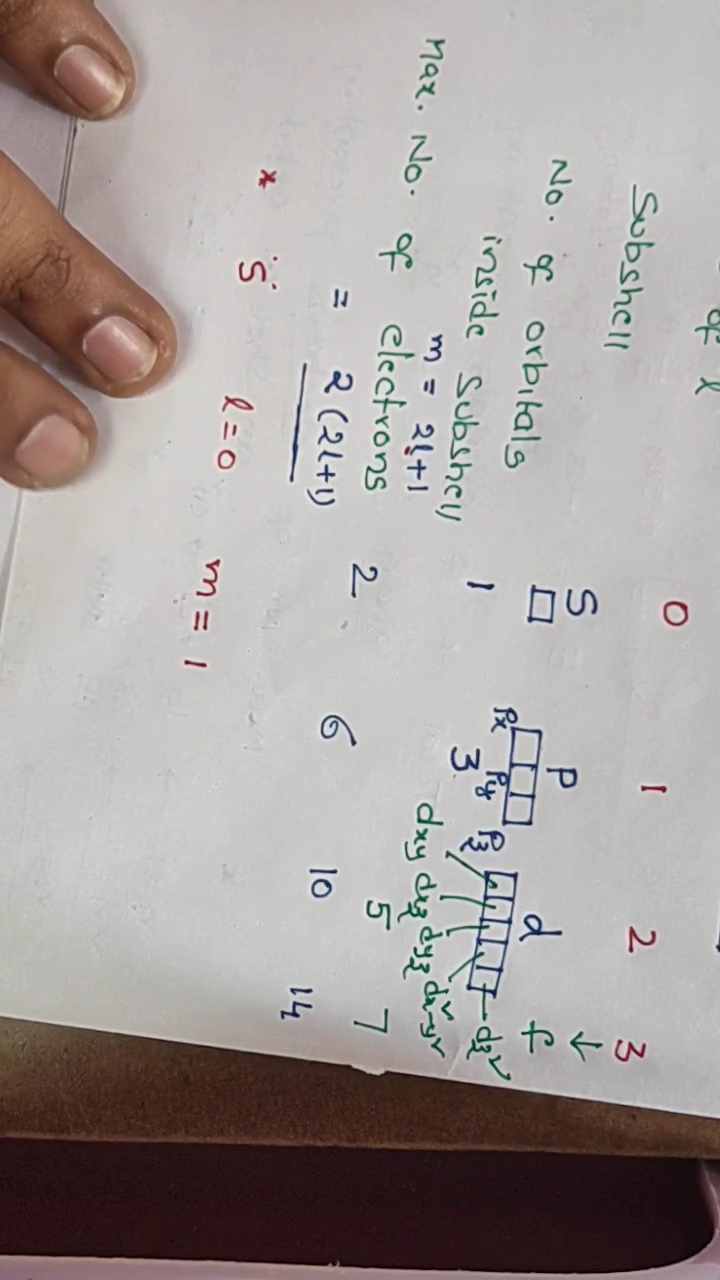 of l 0 1 2 3
↓
Subshell S P d f
No. of orbitals
inside Subshell 1 3 5 7
px py pz
dxy dxz dyz dx²-y² dz²
m = 2l+1
Max. No. of electrons
= 2(2l+1) 2 6 10 14
* S l=0 m = 1